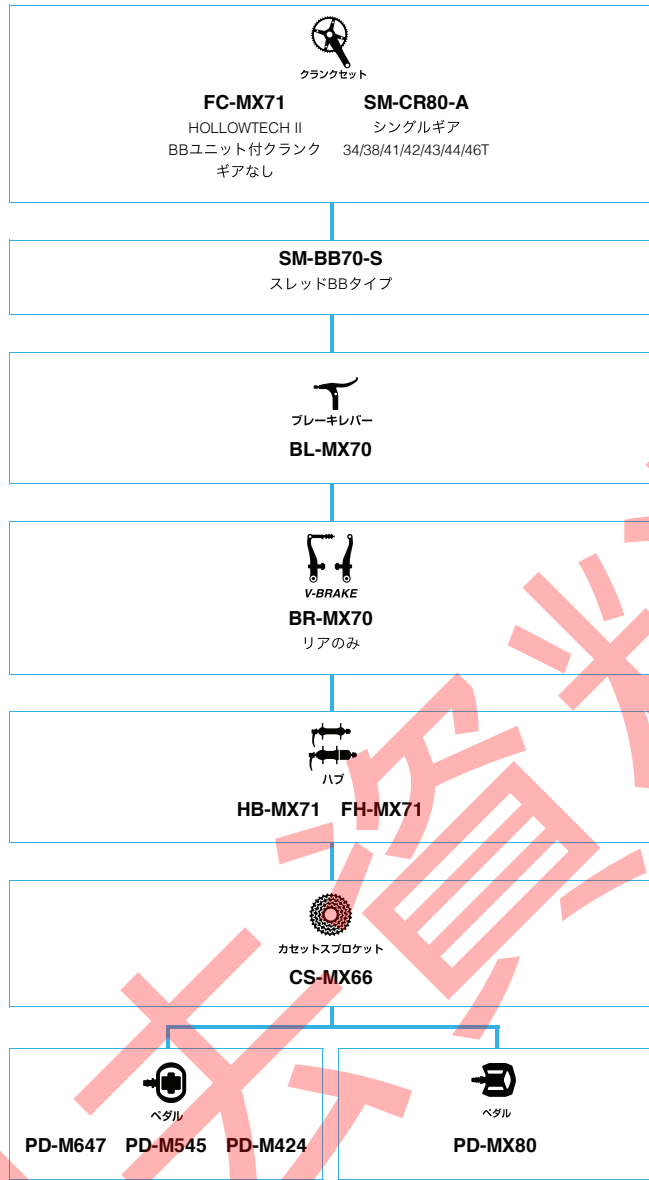 クランクセット
FC-MX71 SM-CR80-A
HOLLOWTECH II シングルギア
BBユニット付クランク 34/38/41/42/43/44/46T
ギアなし
SM-BB70-S
スレッドBBタイプ
ブレーキレバー
BL-MX70
V-BRAKE
BR-MX70
リアのみ
ハブ
HB-MX71 FH-MX71
カセットスプロケット
CS-MX66
ペダル
PD-M647 PD-M545 PD-M424
ペダル
PD-MX80